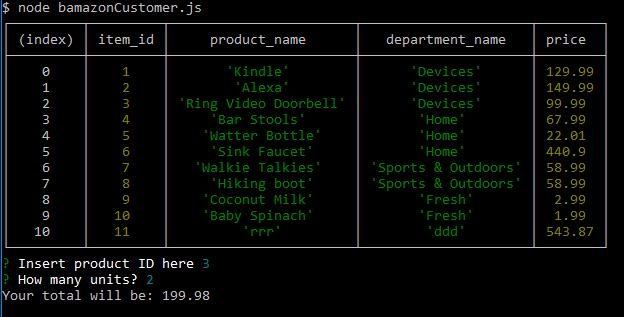 $ node bamazonCustomer.js
(index) item_id product_name department_name price
0 1 'Kindle' 'Devices' 129.99
1 2 'Alexa' 'Devices' 149.99
2 3 'Ring Video Doorbell' 'Devices' 99.99
3 4 'Bar Stools' 'Home' 67.99
4 5 'Watter Bottle' 'Home' 22.01
5 6 'Sink Faucet' 'Home' 440.9
6 7 'Walkie Talkies' 'Sports & Outdoors' 58.99
7 8 'Hiking boot' 'Sports & Outdoors' 58.99
8 9 'Coconut Milk' 'Fresh' 2.99
9 10 'Baby Spinach' 'Fresh' 1.99
10 11 'rrr' 'ddd' 543.87
? Insert product ID here 3
? How many units? 2
Your total will be: 199.98